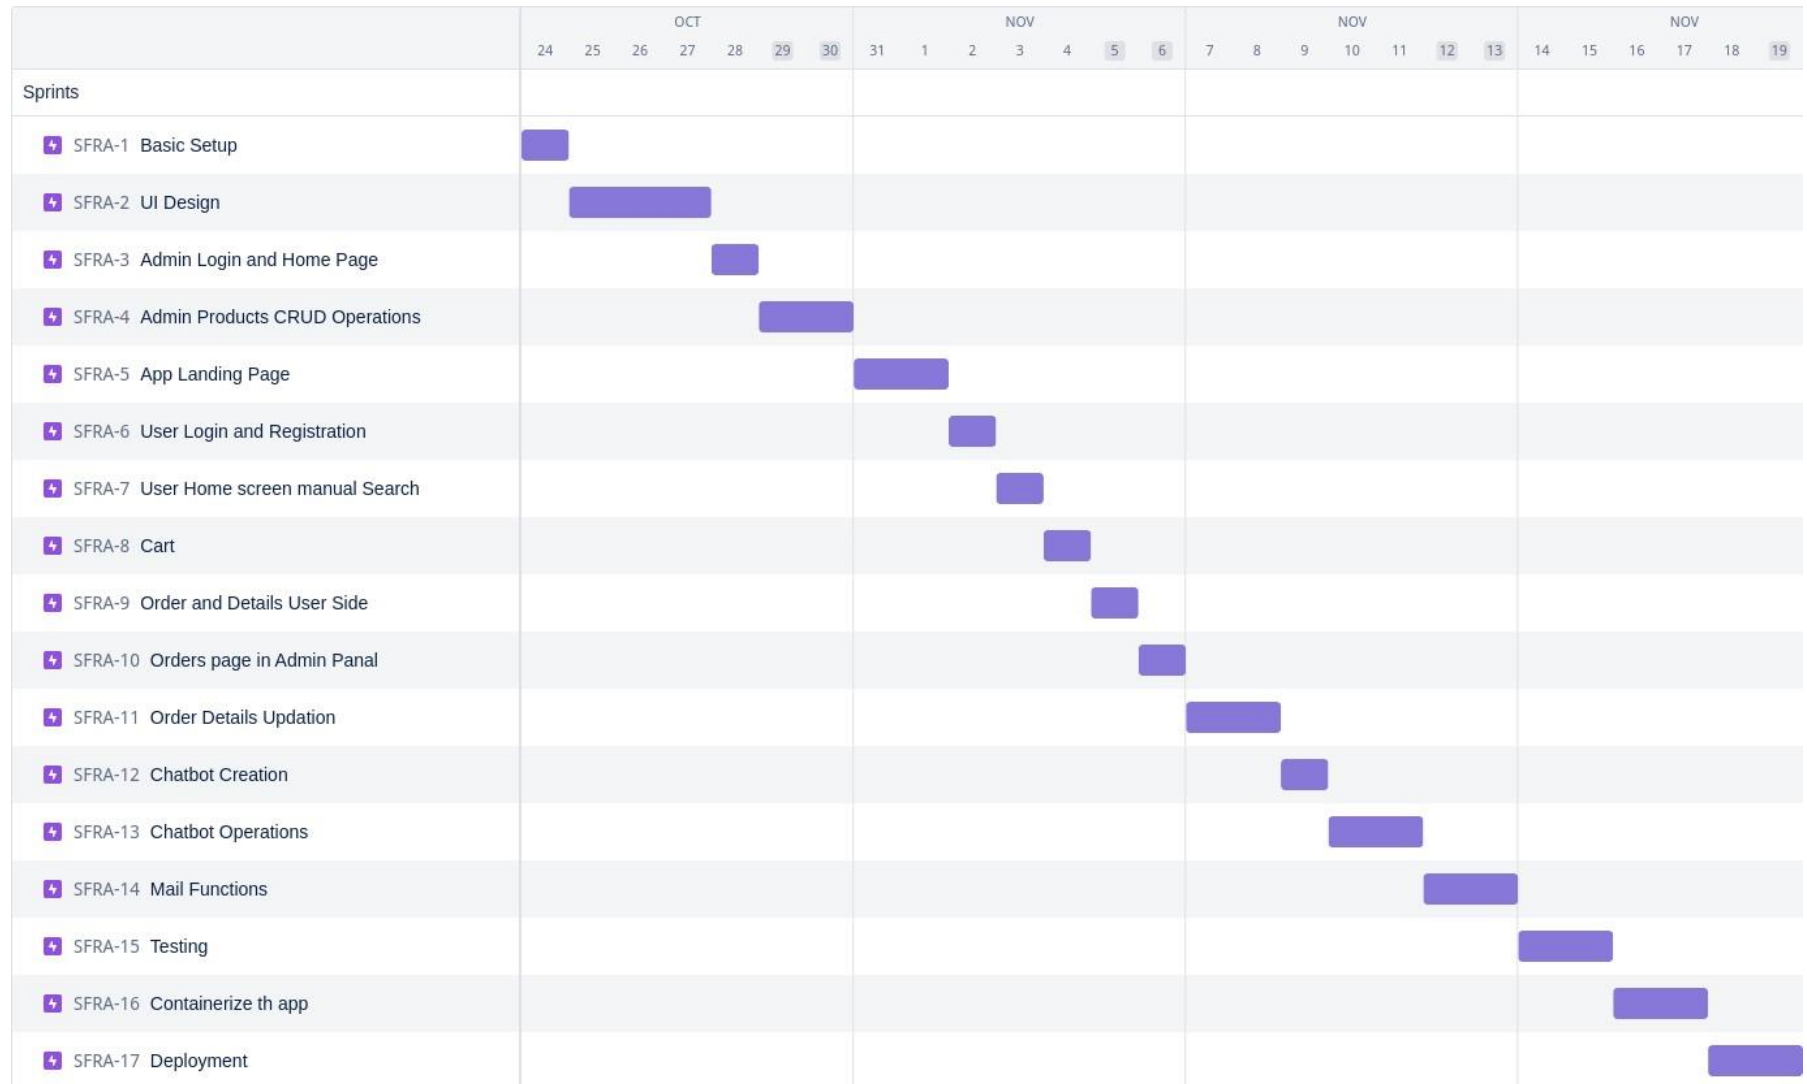 OCT NOV NOV NOV
24 25 26 27 28 29 30 31 1 2 3 4 5 6 7 8 9 10 11 12 13 14 15 16 17 18 19
Sprints
SFRA-1 Basic Setup
SFRA-2 UI Design
SFRA-3 Admin Login and Home Page
SFRA-4 Admin Products CRUD Operations
SFRA-5 App Landing Page
SFRA-6 User Login and Registration
SFRA-7 User Home screen manual Search
SFRA-8 Cart
SFRA-9 Order and Details User Side
SFRA-10 Orders page in Admin Panal
SFRA-11 Order Details Updation
SFRA-12 Chatbot Creation
SFRA-13 Chatbot Operations
SFRA-14 Mail Functions
SFRA-15 Testing
SFRA-16 Containerize th app
SFRA-17 Deployment